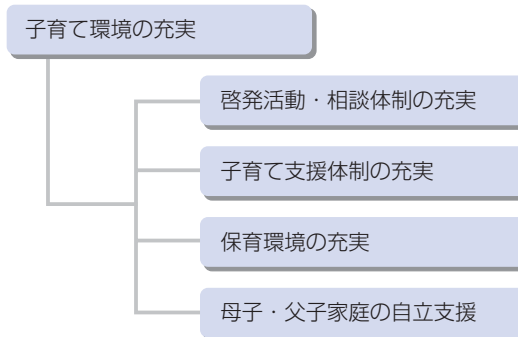 子育て環境の充実
啓発活動・相談体制の充実
子育て支援体制の充実
保育環境の充実
母子・父子家庭の自立支援